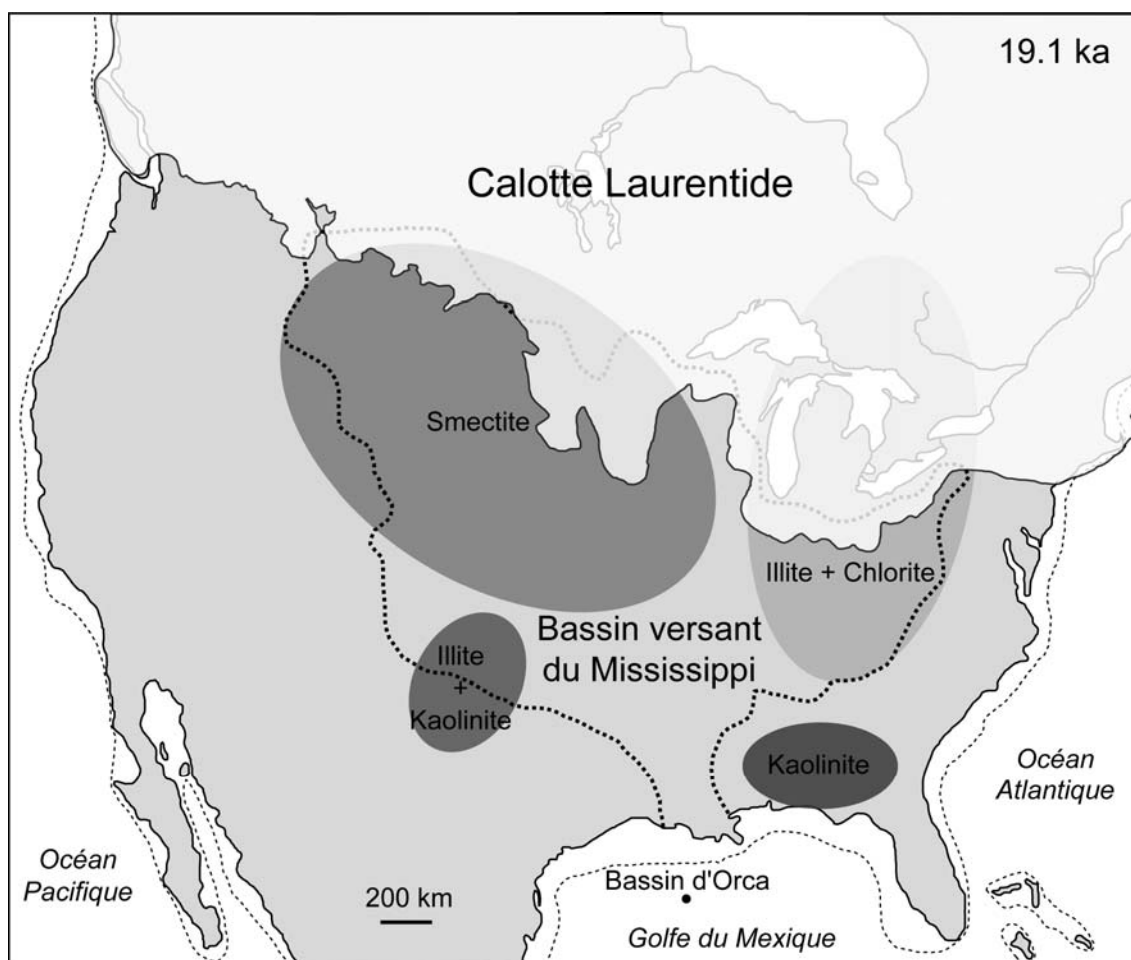 19.1 ka
Calotte Laurentide
Smectite
Illite + Chlorite
Bassin versant
du Mississippi
Illite
+
Kaolinite
Kaolinite
Océan
Atlantique
Océan
Pacifique
200 km
Bassin d'Orca
Golfe du Mexique